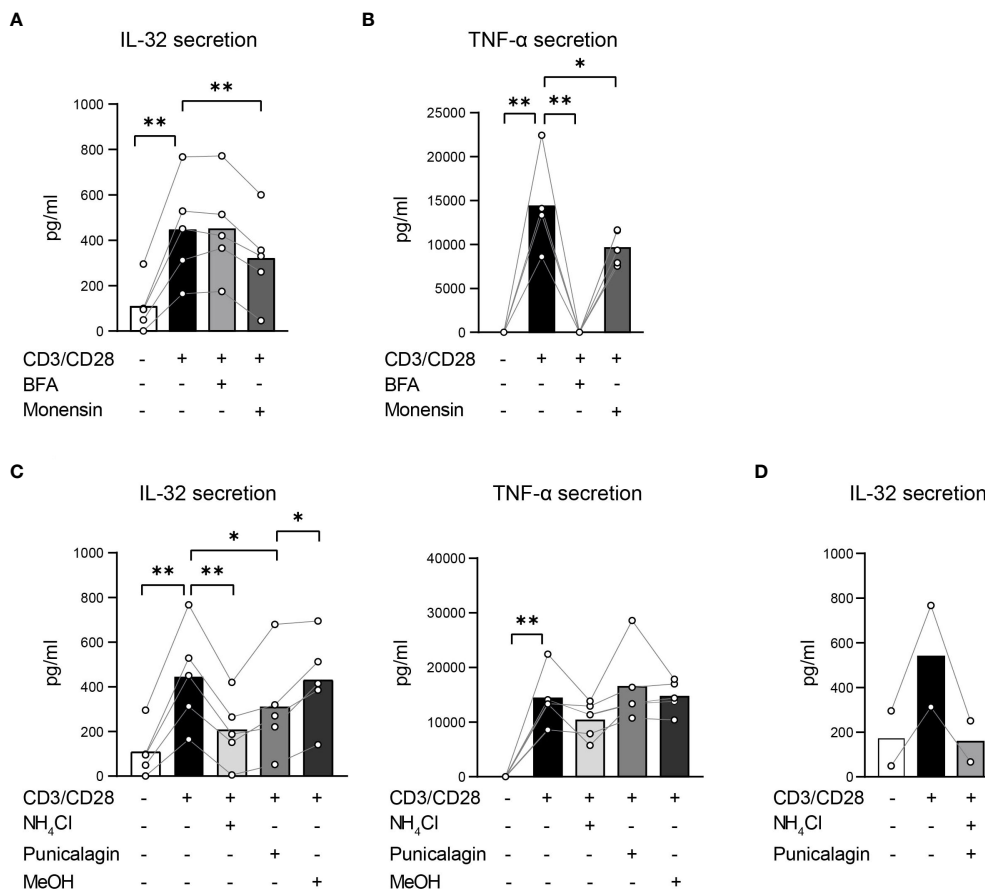 A
IL-32 secretion
**
**
1000
800
600
400
200
0
pg/ml
CD3/CD28 - + + +
BFA - - + -
Monensin - - - +
B
TNF-α secretion
*
** **
25000
20000
15000
10000
5000
0
pg/ml
CD3/CD28 - + + +
BFA - - + -
Monensin - - - +
C
IL-32 secretion
*
*
** **
1000
800
600
400
200
0
pg/ml
CD3/CD28 - + + + +
NH₄Cl - - + - -
Punicalagin - - - + -
MeOH - - - - +
TNF-α secretion
**
40000
30000
20000
10000
0
pg/ml
CD3/CD28 - + + + +
NH₄Cl - - + - -
Punicalagin - - - + -
MeOH - - - - +
D
IL-32 secretion
1000
800
600
400
200
0
pg/ml
CD3/CD28 - + +
NH₄Cl - - +
Punicalagin - - +